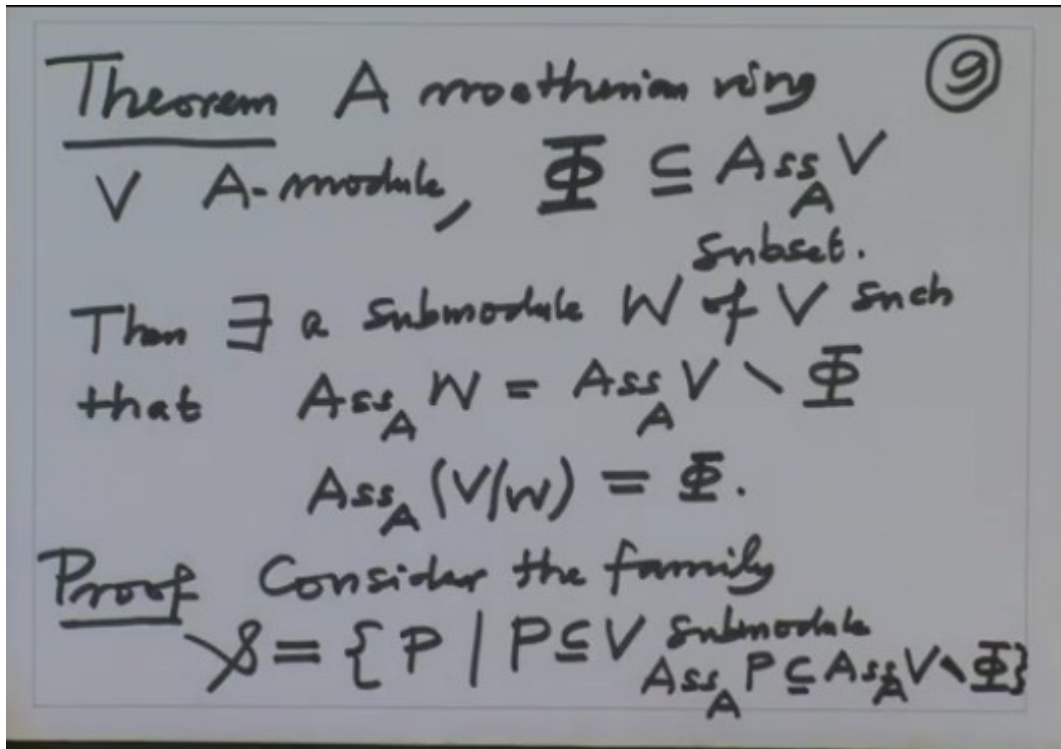 Theorem A noetherian ring ⑨
V A-module, Φ ⊆ Ass_A V
subset.
Then ∃ a submodule W of V such
that Ass_A W = Ass_A V \ Φ
Ass_A (V/W) = Φ.
Proof Consider the family
𝒮 = { P | P ⊆ V submodule
Ass_A P ⊆ Ass_A V \ Φ}